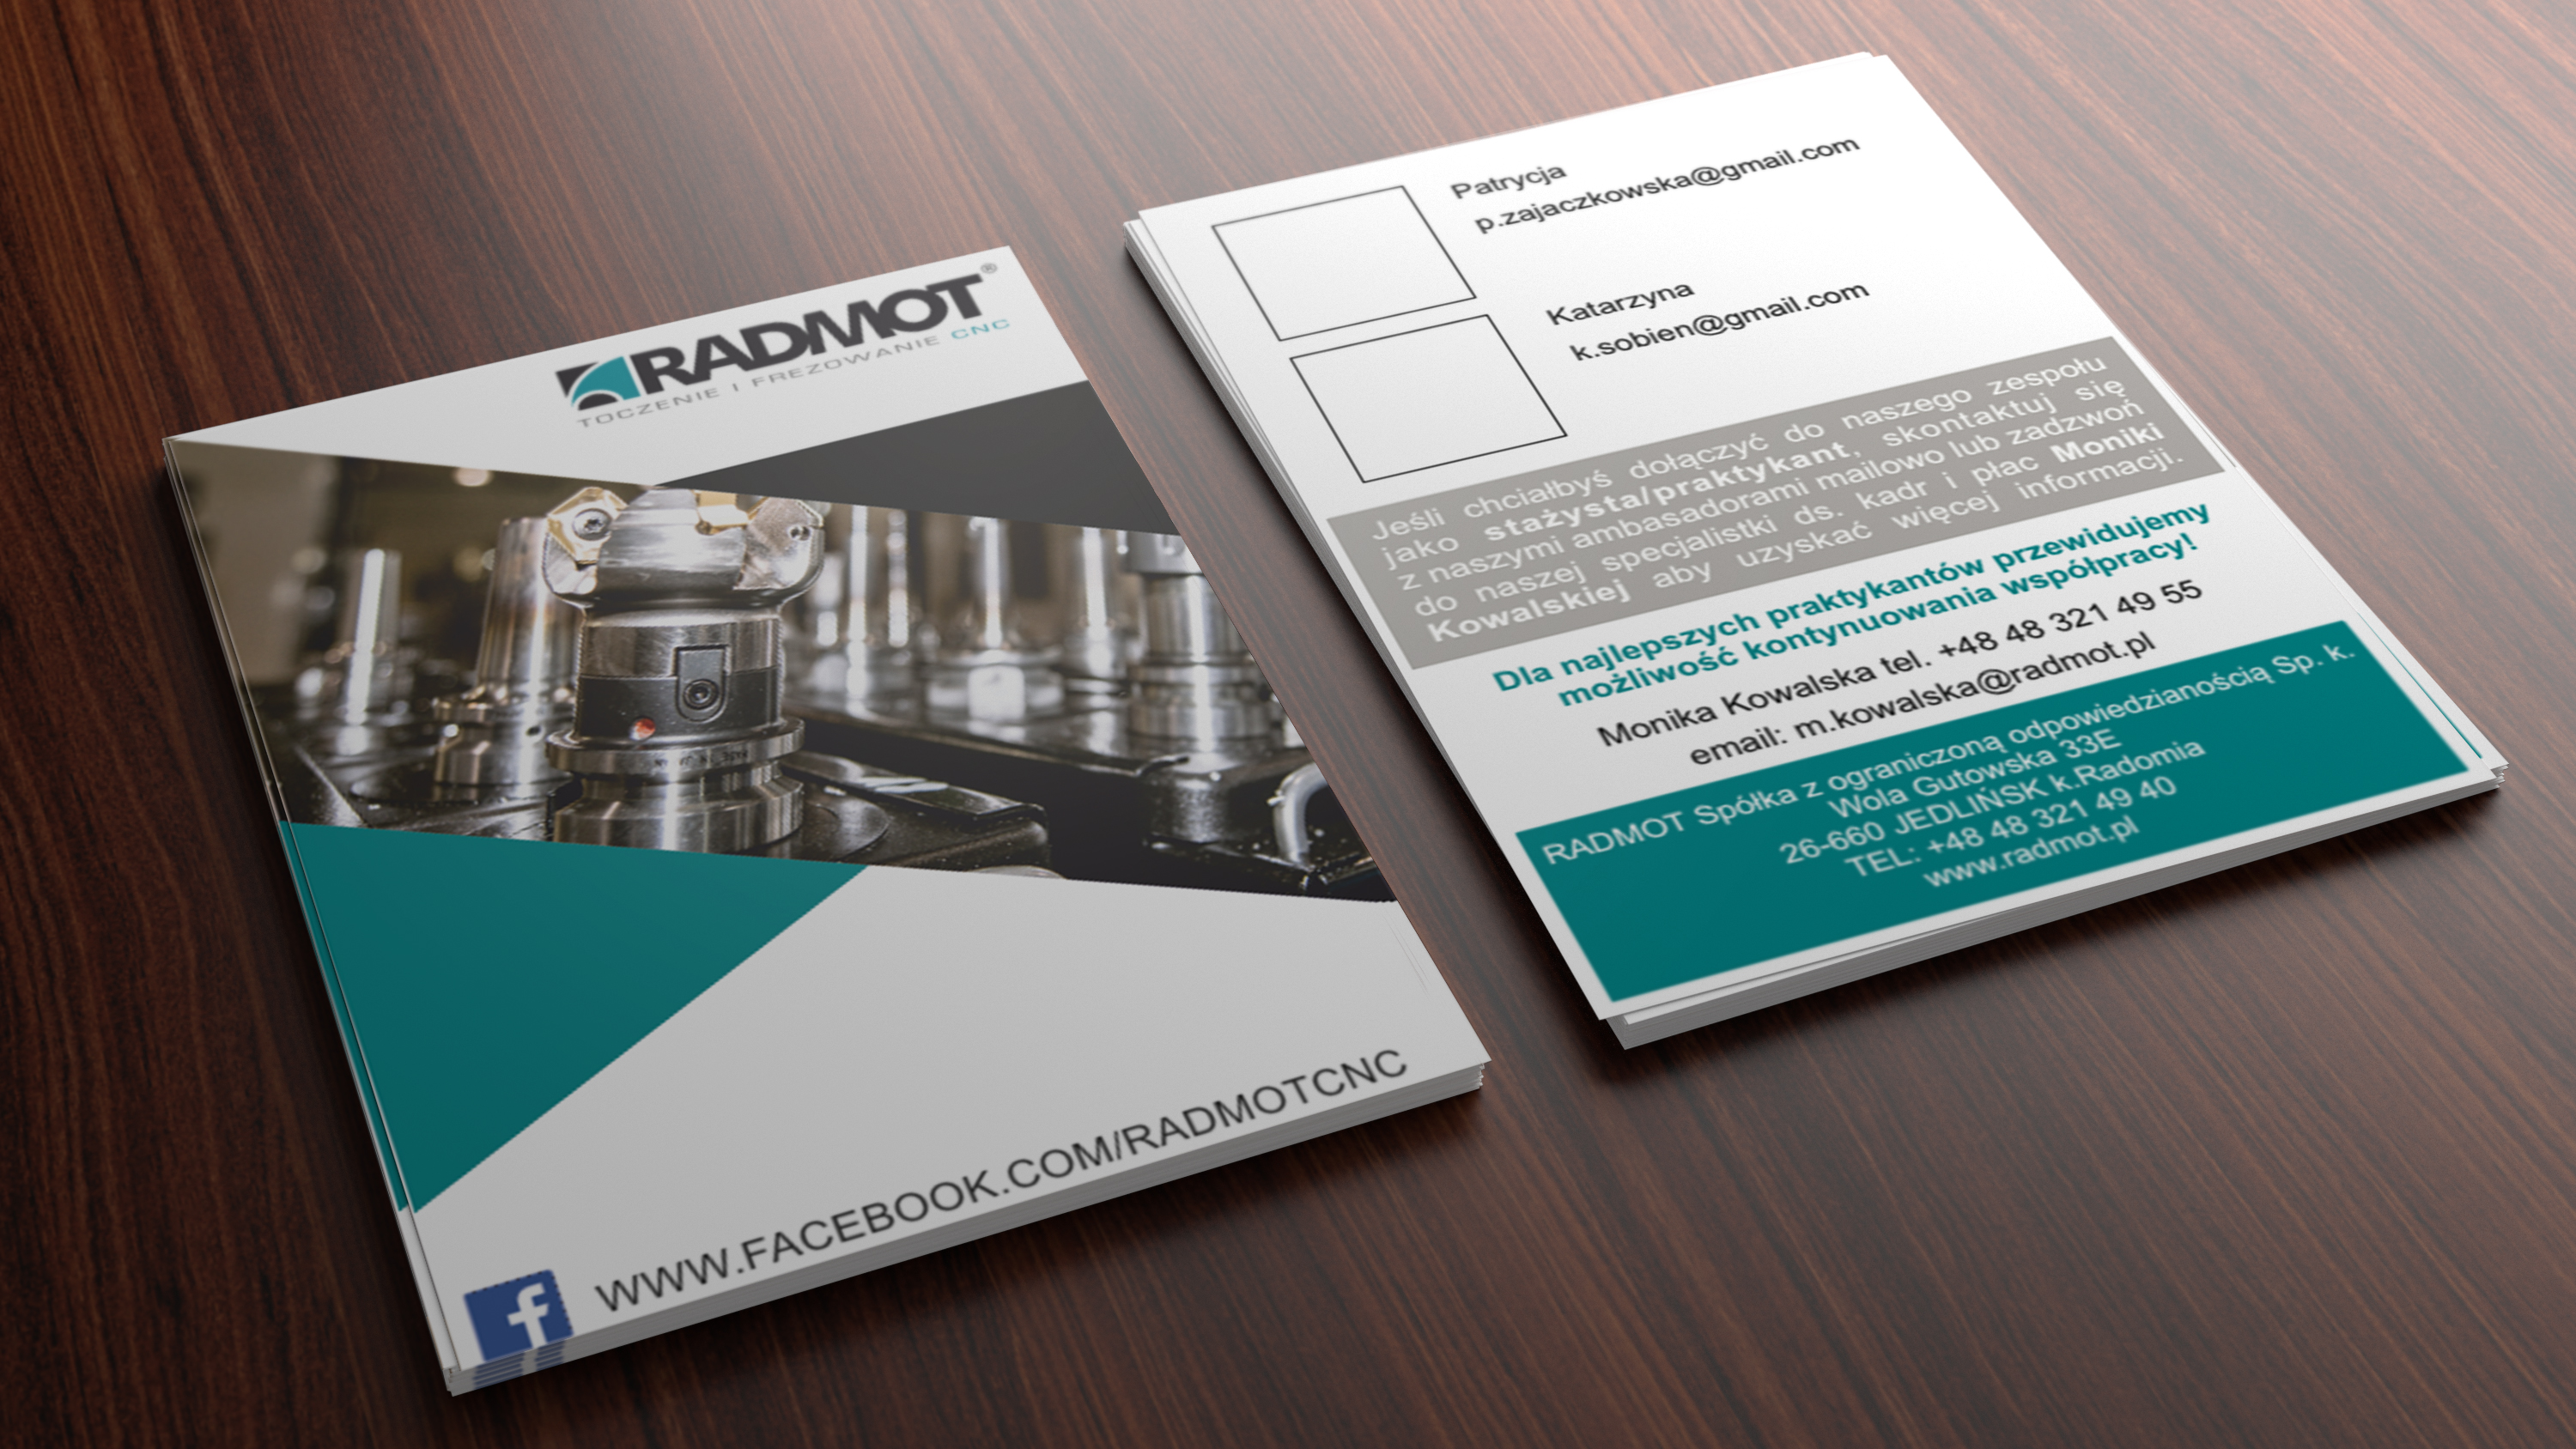 RADMOT®
TOCZENIE I FREZOWANIE CNC
WWW.FACEBOOK.COM/RADMOTCNC
Patrycja
p.zajaczkowska@gmail.com
Katarzyna
k.sobien@gmail.com
Jeśli chciałbyś dołączyć do naszego zespołu
jako stażysta/praktykant, skontaktuj się
z naszymi ambasadorami mailowo lub zadzwoń
do naszej specjalistki ds. kadr i płac Moniki
Kowalskiej aby uzyskać więcej informacji.
Dla najlepszych praktykantów przewidujemy
możliwość kontynuowania współpracy!
Monika Kowalska tel. +48 48 321 49 55
email: m.kowalska@radmot.pl
RADMOT Spółka z ograniczoną odpowiedzianością Sp. k.
Wola Gutowska 33E
26-660 JEDLIŃSK k.Radomia
TEL: +48 48 321 49 40
www.radmot.pl